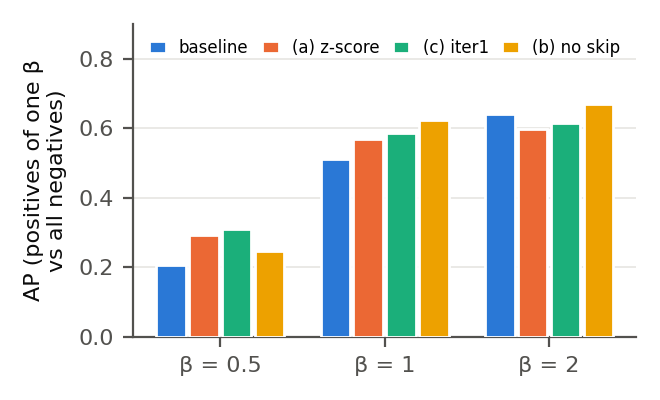 AP (positives of one β
vs all negatives)
baseline (a) z-score (c) iter1 (b) no skip
0.8
0.6
0.4
0.2
0.0
β = 0.5 β = 1 β = 2